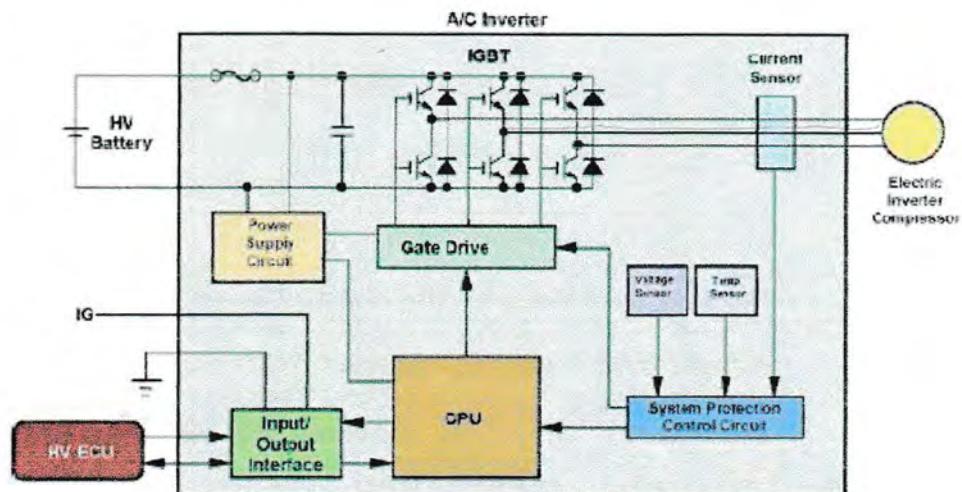 A/C Inverter
IGBT
Current
Sensor
HV
Battery
Electric
Inverter
Compressor
Power
Supply
Circuit
Gate Drive
Voltage
Sensor
Temp
Sensor
IG
CPU
System Protection
Control Circuit
Input/
Output
Interface
HV ECU